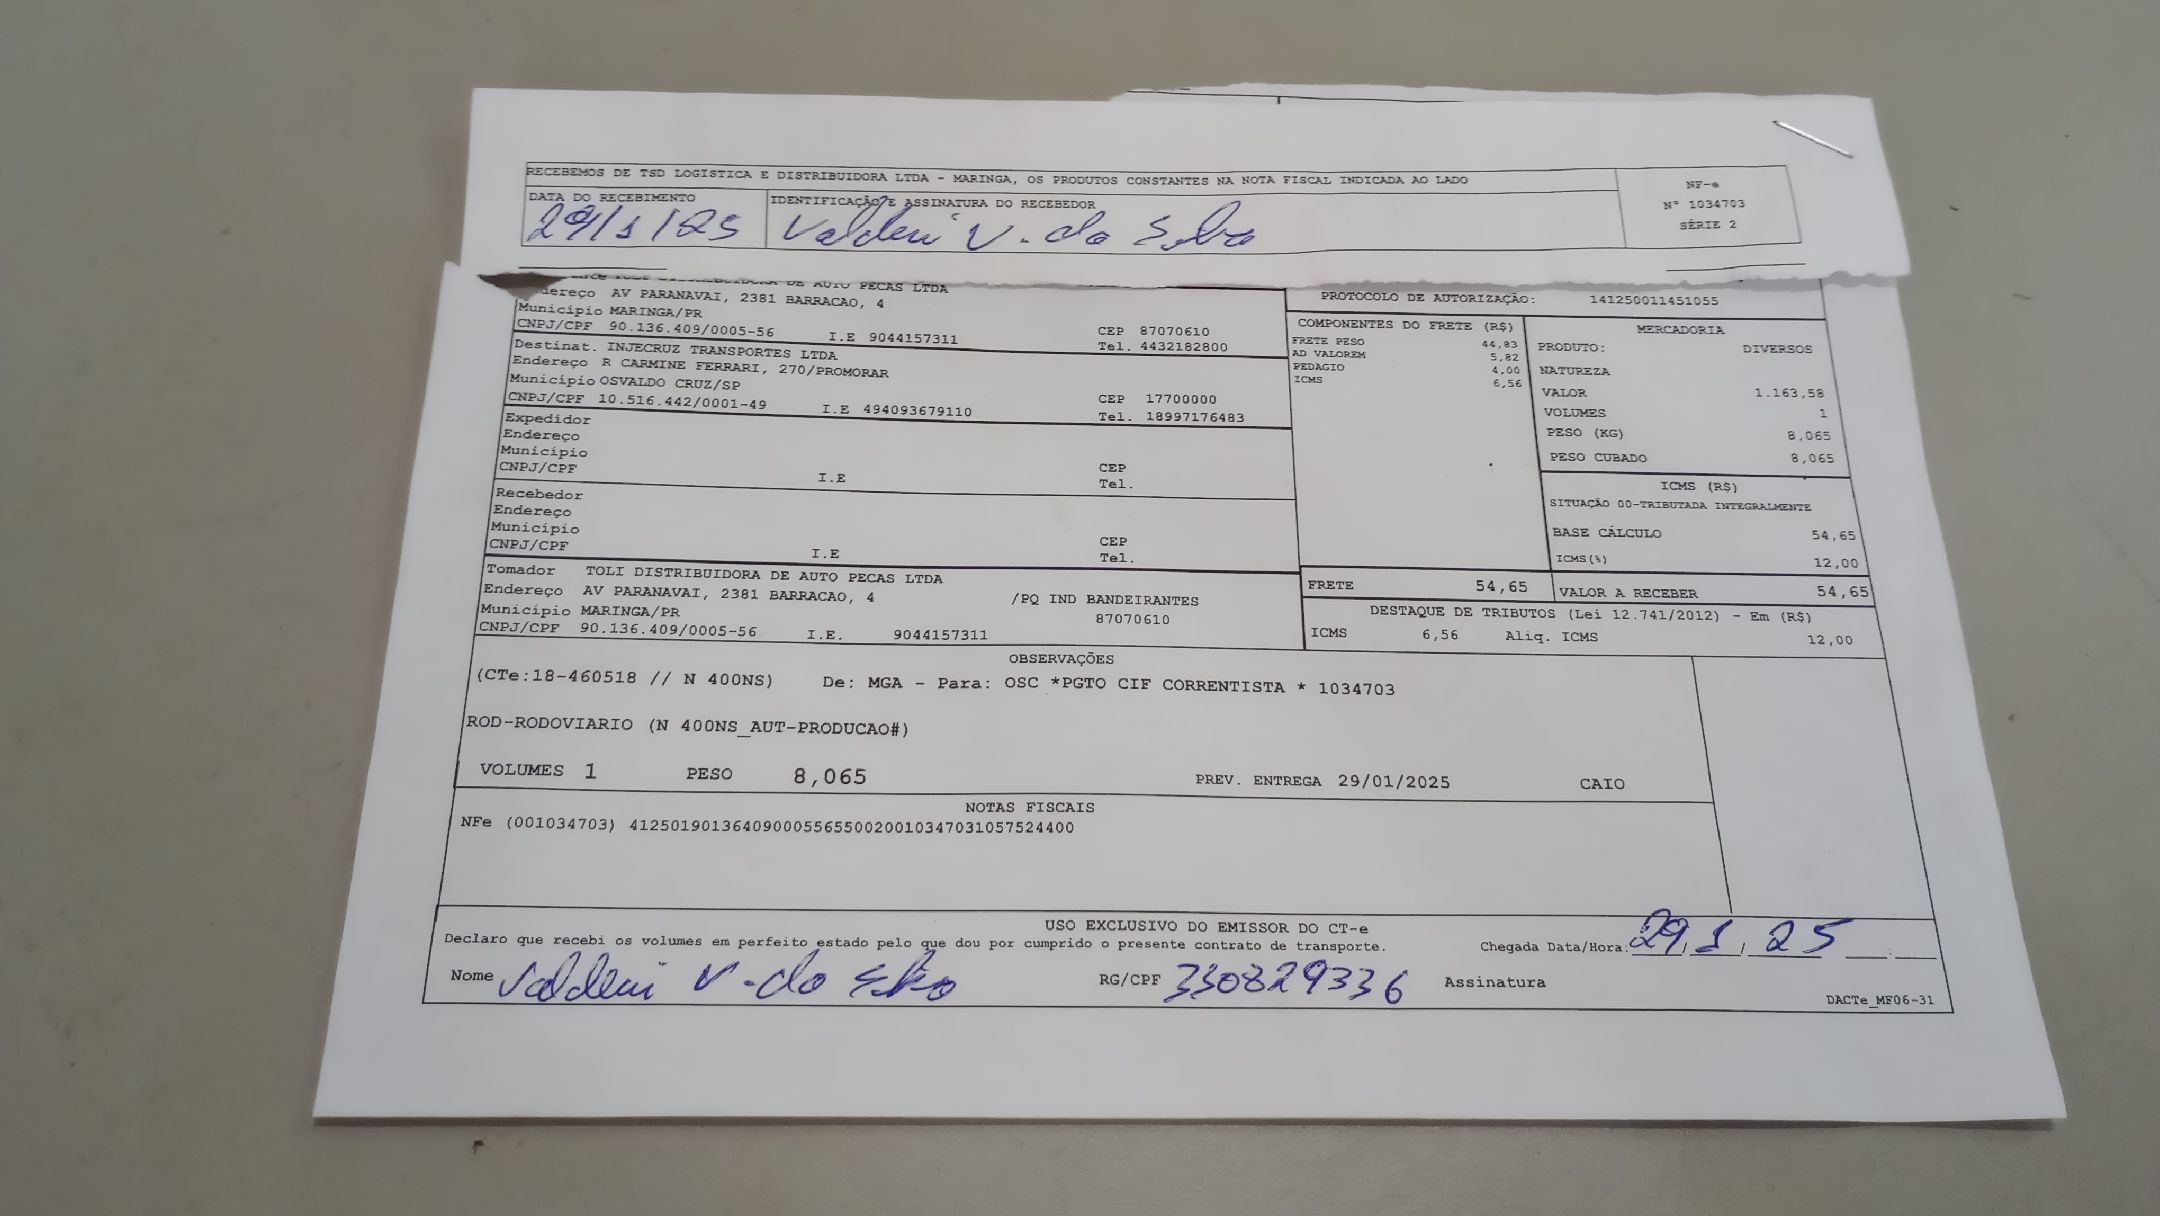 RECEBEMOS DE TSD LOGISTICA E DISTRIBUIDORA LTDA - MARINGA, OS PRODUTOS CONSTANTES NA NOTA FISCAL INDICADA AO LADO
DATA DO RECEBIMENTO IDENTIFICAÇÃO E ASSINATURA DO RECEBEDOR
29/1/25 Valdeni V. da Silva
NF-e
Nº 1034703
SÉRIE 2
DE AUTO PECAS LTDA
Endereço AV PARANAVAI, 2381 BARRACAO, 4
Município MARINGA/PR
CNPJ/CPF 90.136.409/0005-56 I.E 9044157311 CEP 87070610
Tel. 4432182800
Destinat. INJECRUZ TRANSPORTES LTDA
Endereço R CARMINE FERRARI, 270/PROMORAR
Município OSVALDO CRUZ/SP
CNPJ/CPF 10.516.442/0001-49 I.E 494093679110 CEP 17700000
Tel. 18997176483
Expedidor
Endereço
Município
CNPJ/CPF I.E CEP
Tel.
Recebedor
Endereço
Município
CNPJ/CPF I.E CEP
Tel.
Tomador TOLI DISTRIBUIDORA DE AUTO PECAS LTDA
Endereço AV PARANAVAI, 2381 BARRACAO, 4 /PQ IND BANDEIRANTES
Município MARINGA/PR 87070610
CNPJ/CPF 90.136.409/0005-56 I.E. 9044157311
PROTOCOLO DE AUTORIZAÇÃO: 141250011451055
COMPONENTES DO FRETE (R$)
FRETE PESO 44,83
AD VALOREM 5,82
PEDAGIO 4,00
ICMS 6,56
MERCADORIA
PRODUTO: DIVERSOS
NATUREZA
VALOR 1.163,58
VOLUMES 1
PESO (KG) 8,065
PESO CUBADO 8,065
ICMS (R$)
SITUAÇÃO 00-TRIBUTADA INTEGRALMENTE
BASE CÁLCULO 54,65
ICMS(%) 12,00
FRETE 54,65 VALOR A RECEBER 54,65
DESTAQUE DE TRIBUTOS (Lei 12.741/2012) - Em (R$)
ICMS 6,56 Aliq. ICMS 12,00
OBSERVAÇÕES
(CTe:18-460518 // N 400NS) De: MGA - Para: OSC *PGTO CIF CORRENTISTA * 1034703
ROD-RODOVIARIO (N 400NS_AUT-PRODUCAO#)
VOLUMES 1 PESO 8,065 PREV. ENTREGA 29/01/2025 CAIO
NOTAS FISCAIS
NFe (001034703) 41250190136409000556550020010347031057524400
USO EXCLUSIVO DO EMISSOR DO CT-e
Declaro que recebi os volumes em perfeito estado pelo que dou por cumprido o presente contrato de transporte. Chegada Data/Hora: 29/1/25
Nome Valdeni V. da Silva RG/CPF 330829336 Assinatura
DACTe_MF06-31